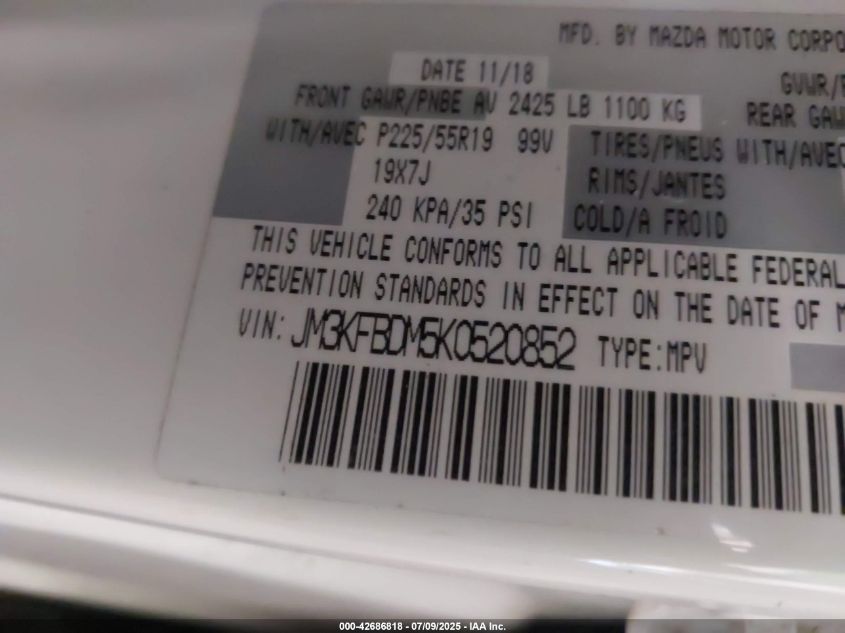 MFD. BY MAZDA MOTOR CORPO
DATE 11/18
GVWR/P
FRONT GAWR/PNBE AV 2425 LB 1100 KG
REAR GAW
WITH/AVEC P225/55R19 99V
TIRES/PNEUS WITH/AVEC
19X7J
RIMS/JANTES
240 KPA/35 PSI
COLD/A FROID
THIS VEHICLE CONFORMS TO ALL APPLICABLE FEDERAL
PREVENTION STANDARDS IN EFFECT ON THE DATE OF M
VIN: JM3KFBDM5K0520852 TYPE:MPV
000-42686818 - 07/09/2025 - IAA Inc.